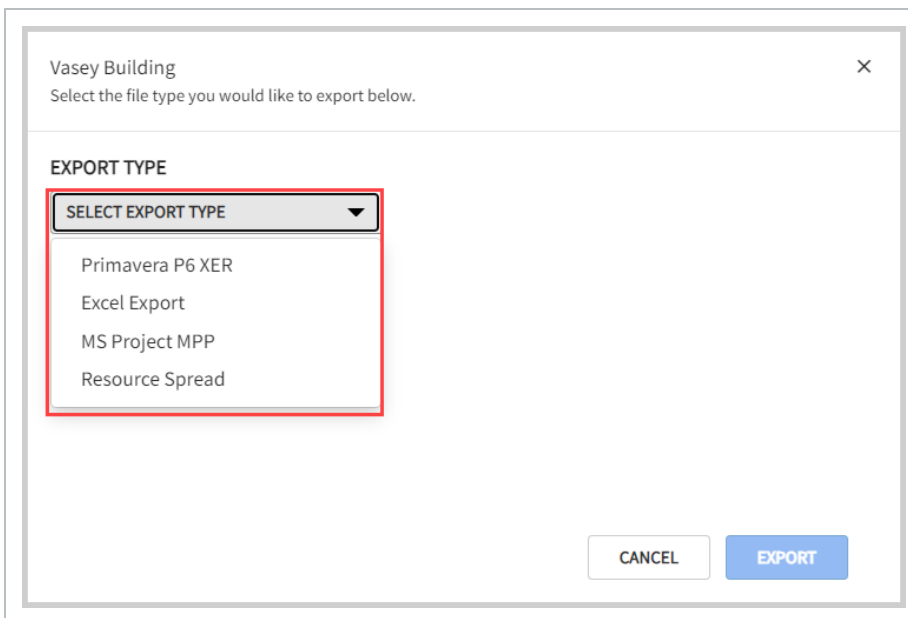 Vasey Building
Select the file type you would like to export below.
EXPORT TYPE
SELECT EXPORT TYPE
Primavera P6 XER
Excel Export
MS Project MPP
Resource Spread
CANCEL
EXPORT